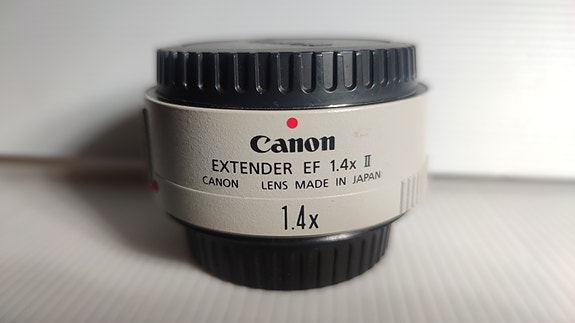 Canon
EXTENDER EF 1.4x II
CANON LENS MADE IN JAPAN
1.4x